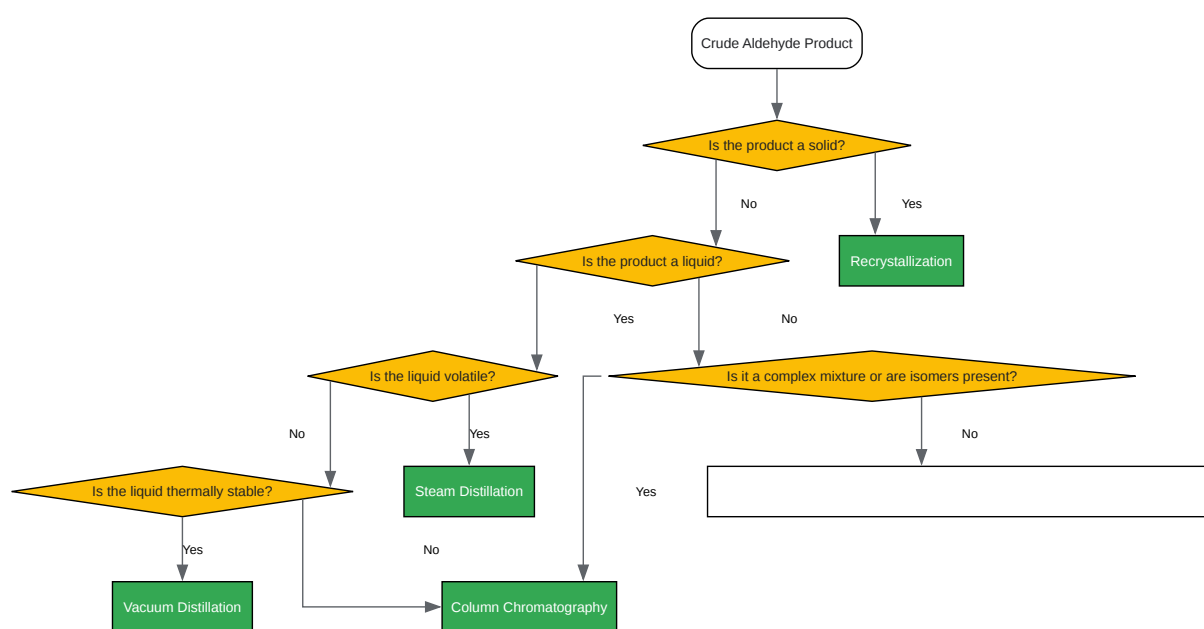 Crude Aldehyde Product
Is the product a solid?
No
Yes
Is the product a liquid?
Recrystallization
Yes
No
Is the liquid volatile?
Is it a complex mixture or are isomers present?
No
Yes
No
Is the liquid thermally stable?
Steam Distillation
Yes
Yes
No
Vacuum Distillation
Column Chromatography